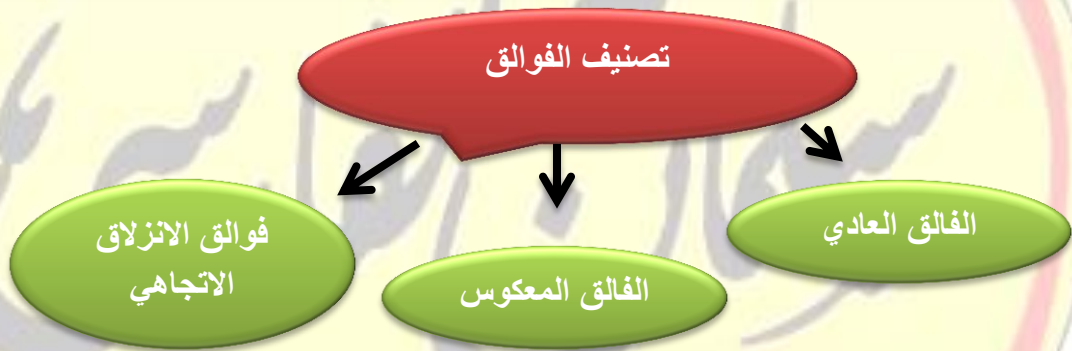 تصنيف الفوالق
الفالق العادي
الفالق المعكوس
فوالق الانزلاق
الاتجاهي